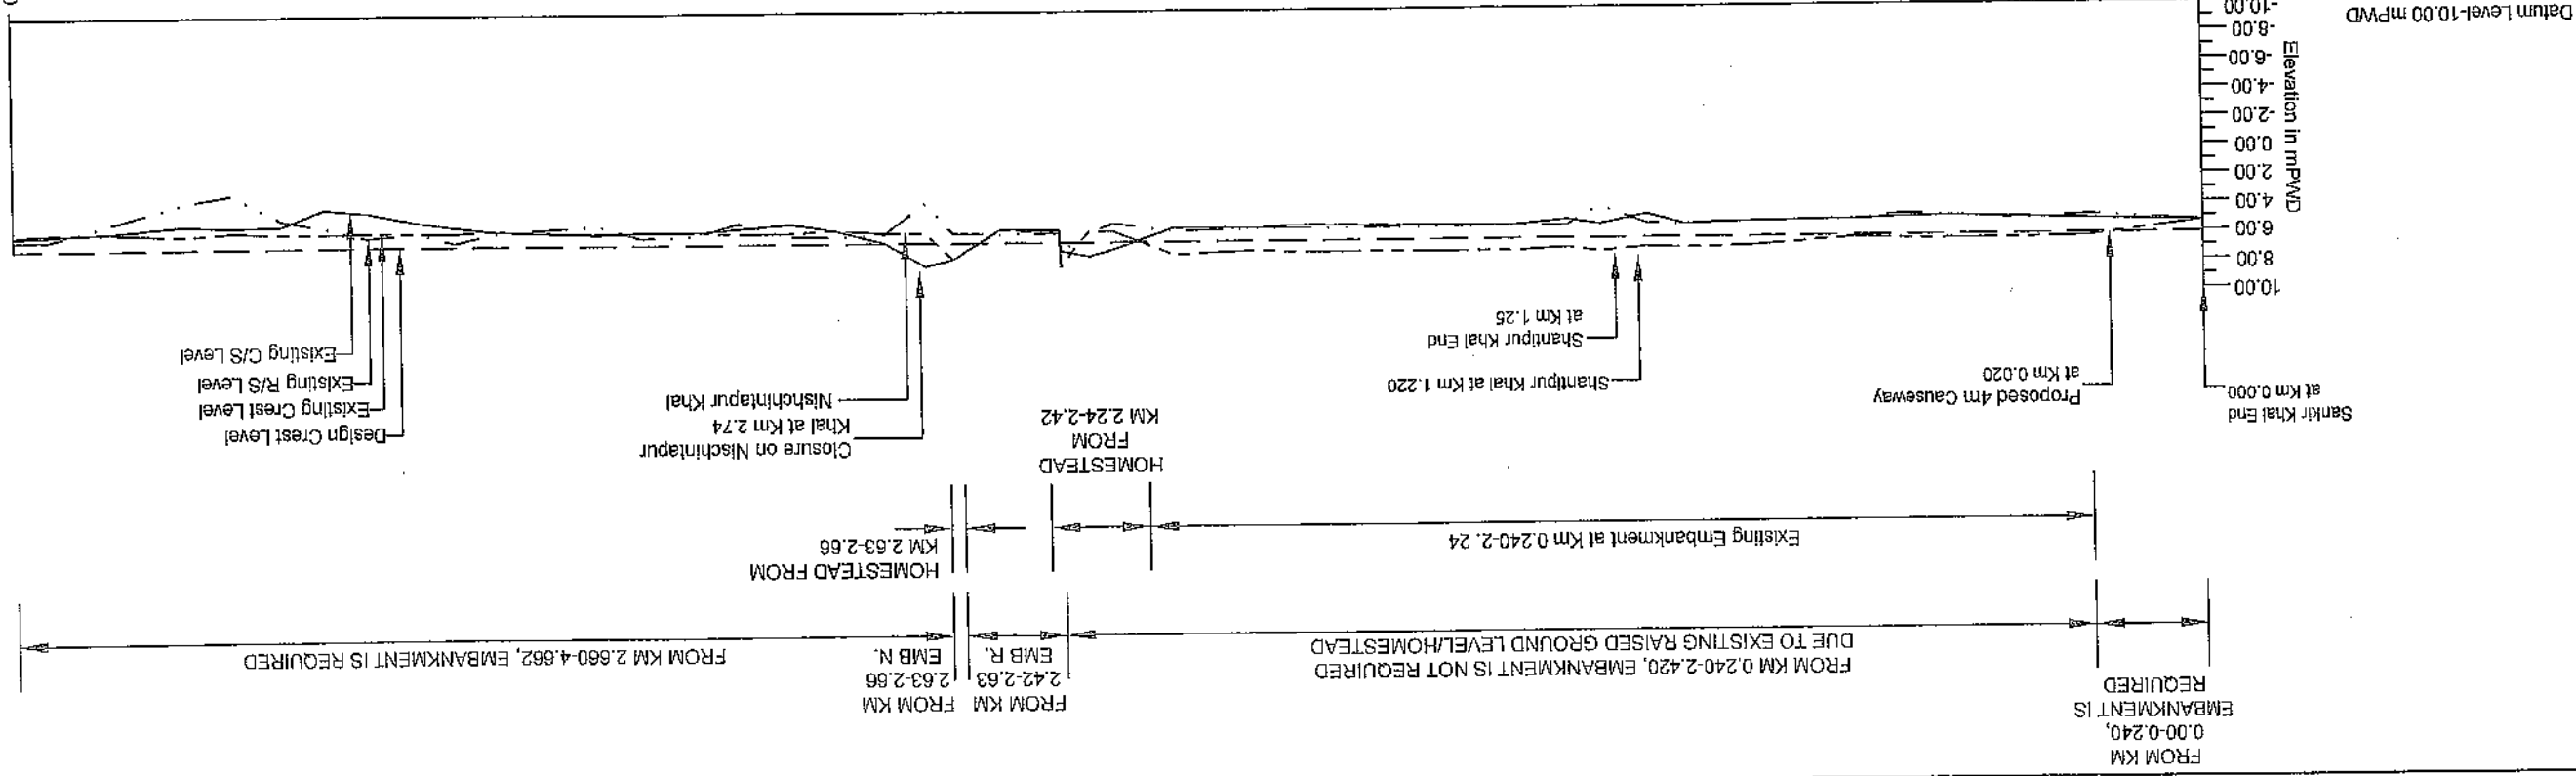 FROM KM
0.00-0.240,
EMBANKMENT IS
REQUIRED
FROM KM 0.240-2.420, EMBANKMENT IS NOT REQUIRED
DUE TO EXISTING RAISED GROUND LEVEL/HOMESTEAD
FROM KM
2.42-2.63
EMB R.
FROM KM
2.63-2.66
EMB N.
FROM KM 2.660-4.662, EMBANKMENT IS REQUIRED
Existing Embankment at Km 0.240-2. 24
HOMESTEAD
FROM
KM 2.24-2.42
HOMESTEAD FROM
KM 2.63-2.66
Sankir Khal End
at Km 0.000
Proposed 4m Causeway
at Km 0.020
Shantipur Khal at Km 1.220
Shantipur Khal End
at Km 1.25
Closure on Nischintapur
Khal at Km 2.74
Nishchintapur Khal
Design Crest Level
Existing Crest Level
Existing R/S Level
Existing C/S Level
10.00
8.00
6.00
4.00
2.00
0.00
-2.00
-4.00
-6.00
-8.00
-10.00
Elevation in mPWD
Datum Level-10.00 mPWD